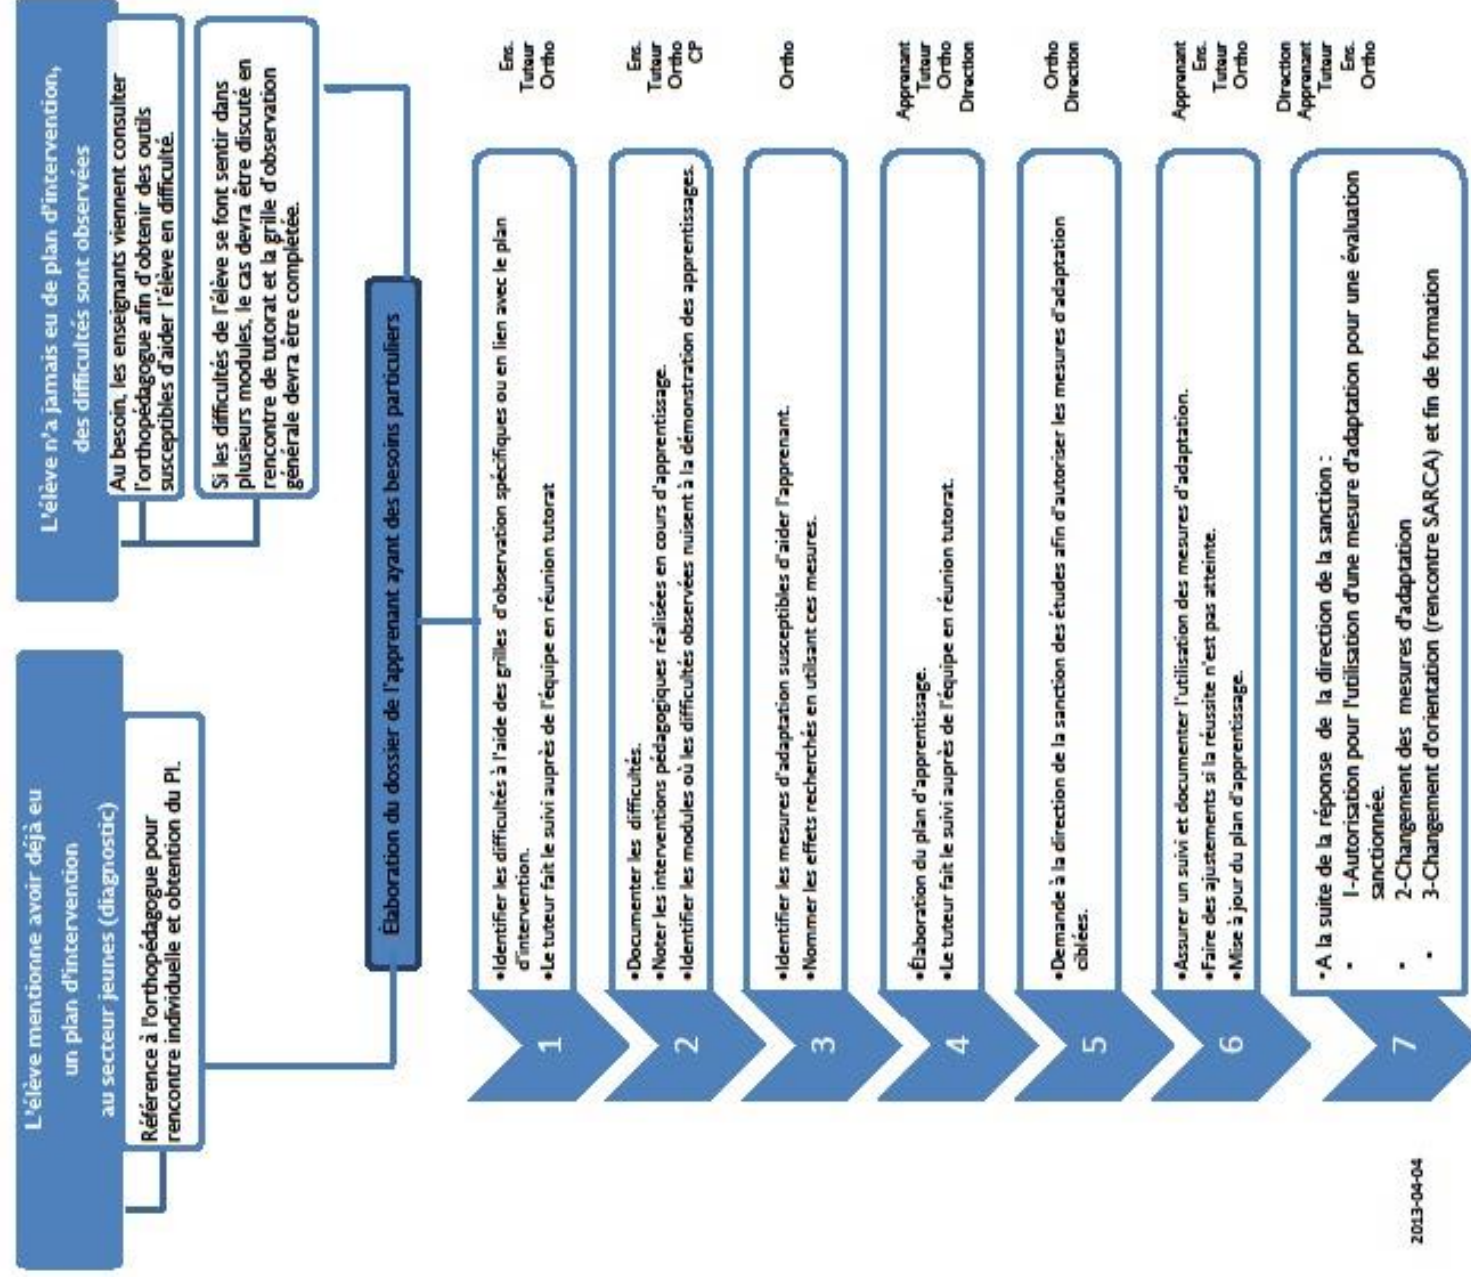 L'élève mentionne avoir déjà eu
un plan d'intervention
au secteur jeunes (diagnostic)
Référence à l'orthopédagogue pour
rencontre individuelle et obtention du PI.
L'élève n'a jamais eu de plan d'intervention,
des difficultés sont observées
Au besoin, les enseignants viennent consulter
l'orthopédagogue afin d'obtenir des outils
susceptibles d'aider l'élève en difficulté.
Si les difficultés de l'élève se font sentir dans
plusieurs modules, le cas devra être discuté en
rencontre de tutorat et la grille d'observation
générale devra être complétée.
Élaboration du dossier de l'apprenant ayant des besoins particuliers
1
•Identifier les difficultés à l'aide des grilles d'observation spécifiques ou en lien avec le plan
d'intervention.
•Le tuteur fait le suivi auprès de l'équipe en réunion tutorat
Ens.
Tuteur
Ortho
2
•Documenter les difficultés.
•Noter les interventions pédagogiques réalisées en cours d'apprentissage.
•Identifier les modules où les difficultés observées nuisent à la démonstration des apprentissages.
Ens.
Tuteur
Ortho
CP
3
•Identifier les mesures d'adaptation susceptibles d'aider l'apprenant.
•Nommer les effets recherchés en utilisant ces mesures.
Ortho
4
•Élaboration du plan d'apprentissage.
•Le tuteur fait le suivi auprès de l'équipe en réunion tutorat.
Apprenant
Tuteur
Ortho
Direction
5
•Demande à la direction de la sanction des études afin d'autoriser les mesures d'adaptation
ciblées.
Ortho
Direction
6
•Assurer un suivi et documenter l'utilisation des mesures d'adaptation.
•Faire des ajustements si la réussite n'est pas atteinte.
•Mise à jour du plan d'apprentissage.
Apprenant
Ens.
Tuteur
Ortho
7
•A la suite de la réponse de la direction de la sanction :
• 1-Autorisation pour l'utilisation d'une mesure d'adaptation pour une évaluation
sanctionnée.
• 2-Changement des mesures d'adaptation
• 3-Changement d'orientation (rencontre SARCA) et fin de formation
Direction
Apprenant
Tuteur
Ens.
Ortho
2013-04-04